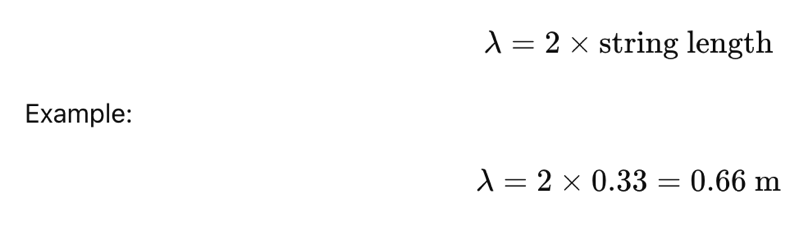 λ = 2 × string length
Example:
λ = 2 × 0.33 = 0.66 m